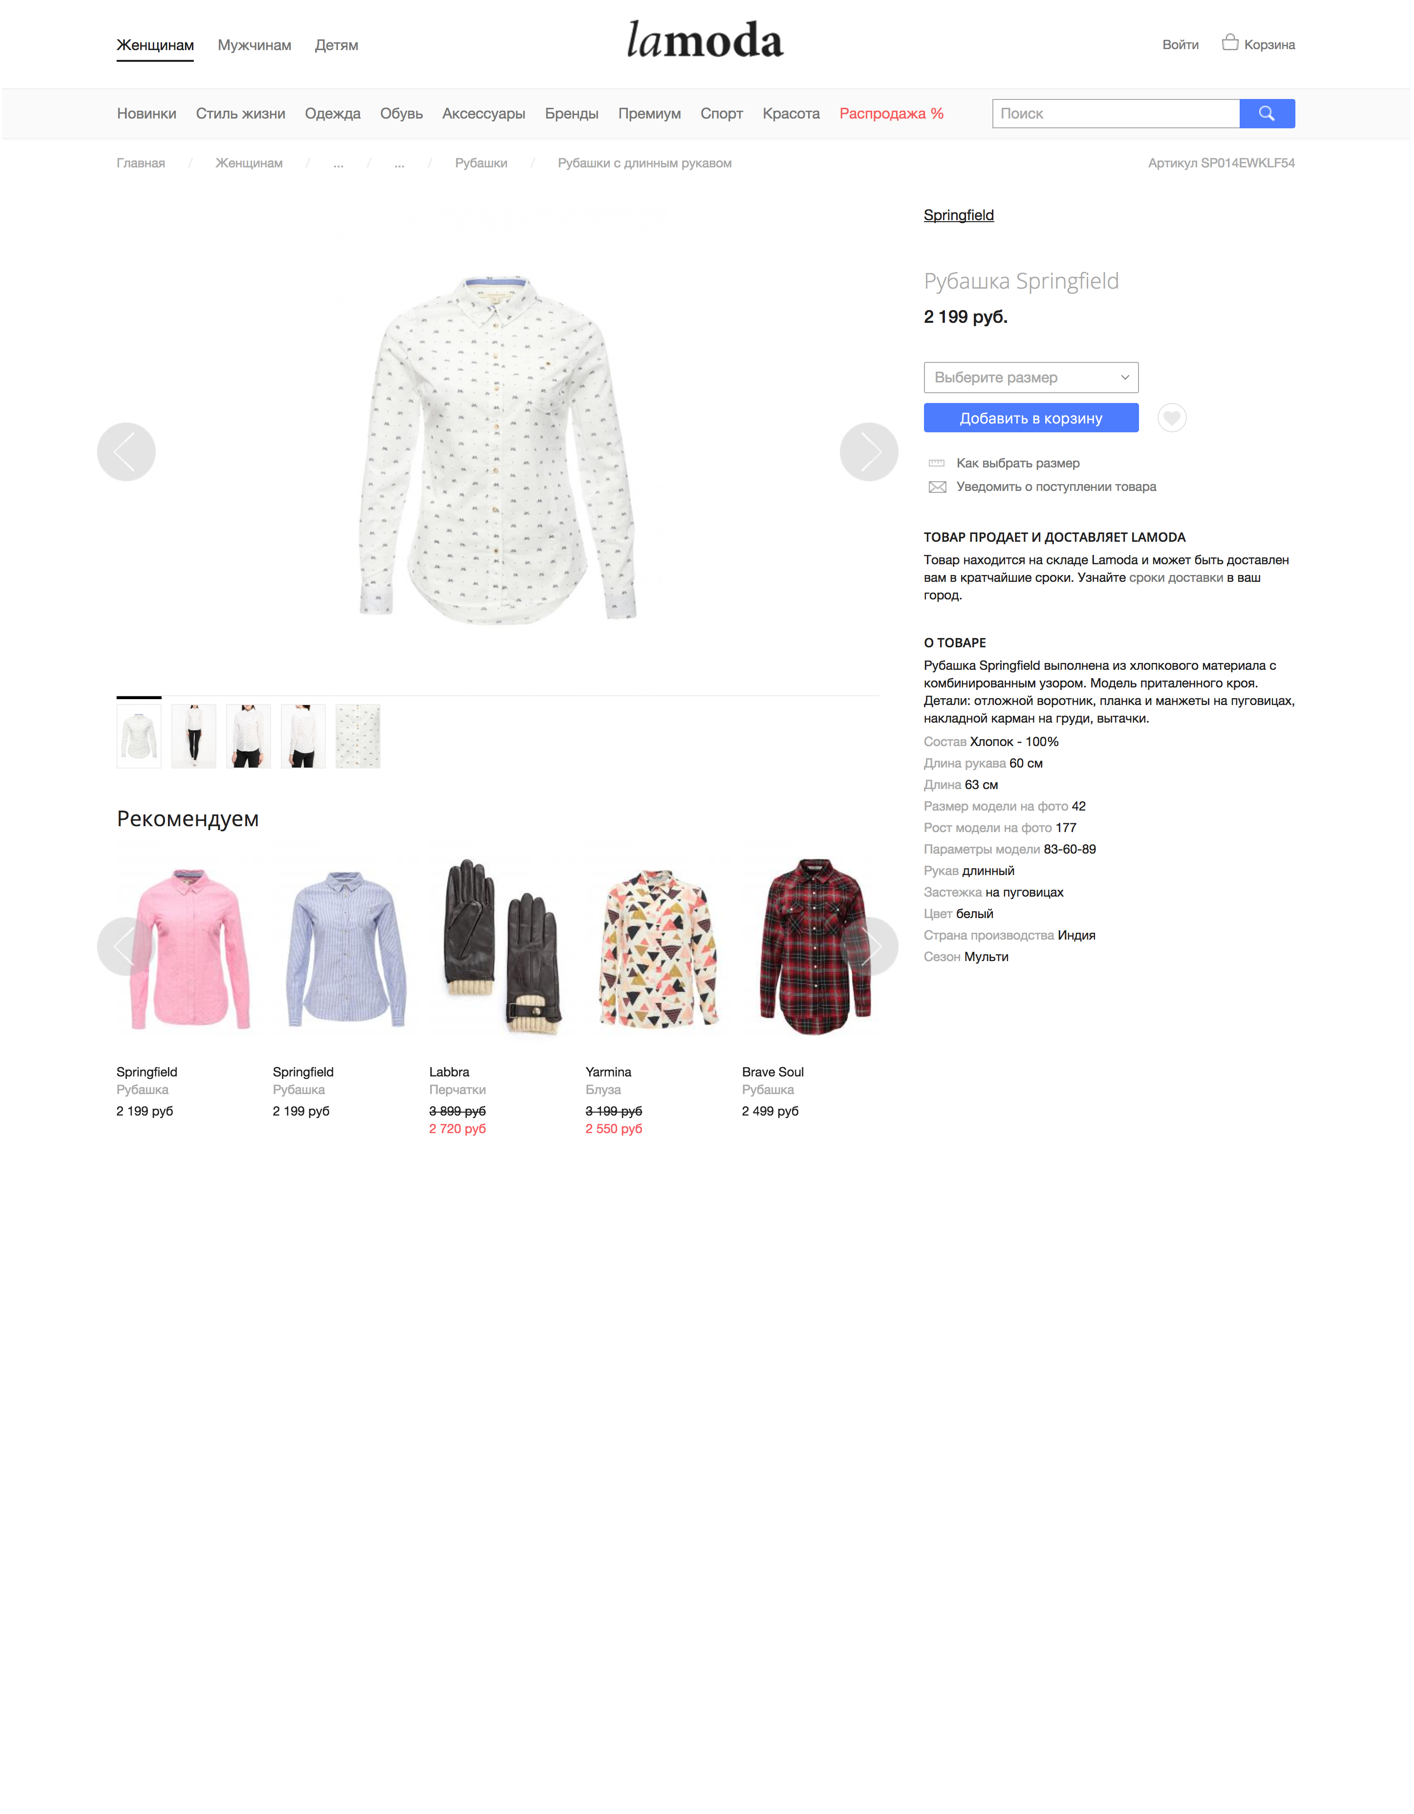 Женщинам Мужчинам Детям
lamoda
Войти Корзина
Новинки Стиль жизни Одежда Обувь Аксессуары Бренды Премиум Спорт Красота Распродажа % Поиск
Главная / Женщинам / ... / ... / Рубашки / Рубашки с длинным рукавом
Артикул SP014EWKLF54
Springfield
Рубашка Springfield
2 199 руб.
Выберите размер
Добавить в корзину
Как выбрать размер
Уведомить о поступлении товара
ТОВАР ПРОДАЕТ И ДОСТАВЛЯЕТ LAMODA
Товар находится на складе Lamoda и может быть доставлен
вам в кратчайшие сроки. Узнайте сроки доставки в ваш
город.
О ТОВАРЕ
Рубашка Springfield выполнена из хлопкового материала с
комбинированным узором. Модель приталенного кроя.
Детали: отложной воротник, планка и манжеты на пуговицах,
накладной карман на груди, вытачки.
Состав Хлопок - 100%
Длина рукава 60 см
Длина 63 см
Размер модели на фото 42
Рост модели на фото 177
Параметры модели 83-60-89
Рукав длинный
Застежка на пуговицах
Цвет белый
Страна производства Индия
Сезон Мульти
Рекомендуем
Springfield
Рубашка
2 199 руб
Springfield
Рубашка
2 199 руб
Labbra
Перчатки
3 899 руб
2 720 руб
Yarmina
Блуза
3 199 руб
2 550 руб
Brave Soul
Рубашка
2 499 руб